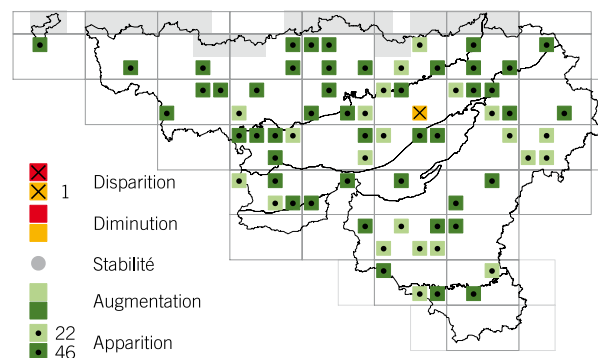 1 Disparition
Diminution
Stabilité
Augmentation
22
46 Apparition